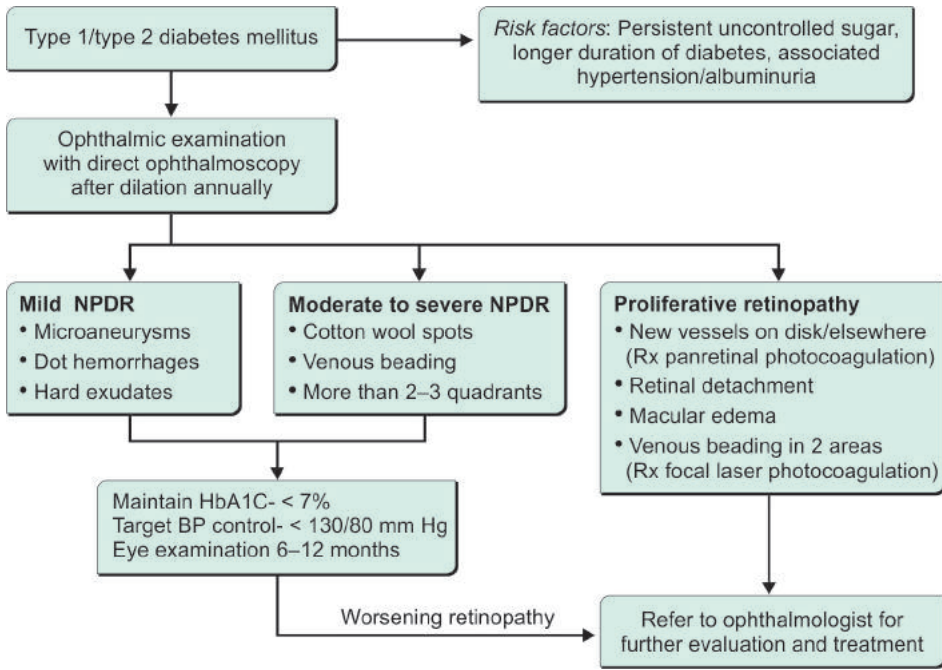 Type 1/type 2 diabetes mellitus
Risk factors: Persistent uncontrolled sugar,
longer duration of diabetes, associated
hypertension/albuminuria
Ophthalmic examination
with direct ophthalmoscopy
after dilation annually
Mild NPDR
• Microaneurysms
• Dot hemorrhages
• Hard exudates
Moderate to severe NPDR
• Cotton wool spots
• Venous beading
• More than 2–3 quadrants
Proliferative retinopathy
• New vessels on disk/elsewhere
(Rx panretinal photocoagulation)
• Retinal detachment
• Macular edema
• Venous beading in 2 areas
(Rx focal laser photocoagulation)
Maintain HbA1C- < 7%
Target BP control- < 130/80 mm Hg
Eye examination 6–12 months
Worsening retinopathy
Refer to ophthalmologist for
further evaluation and treatment